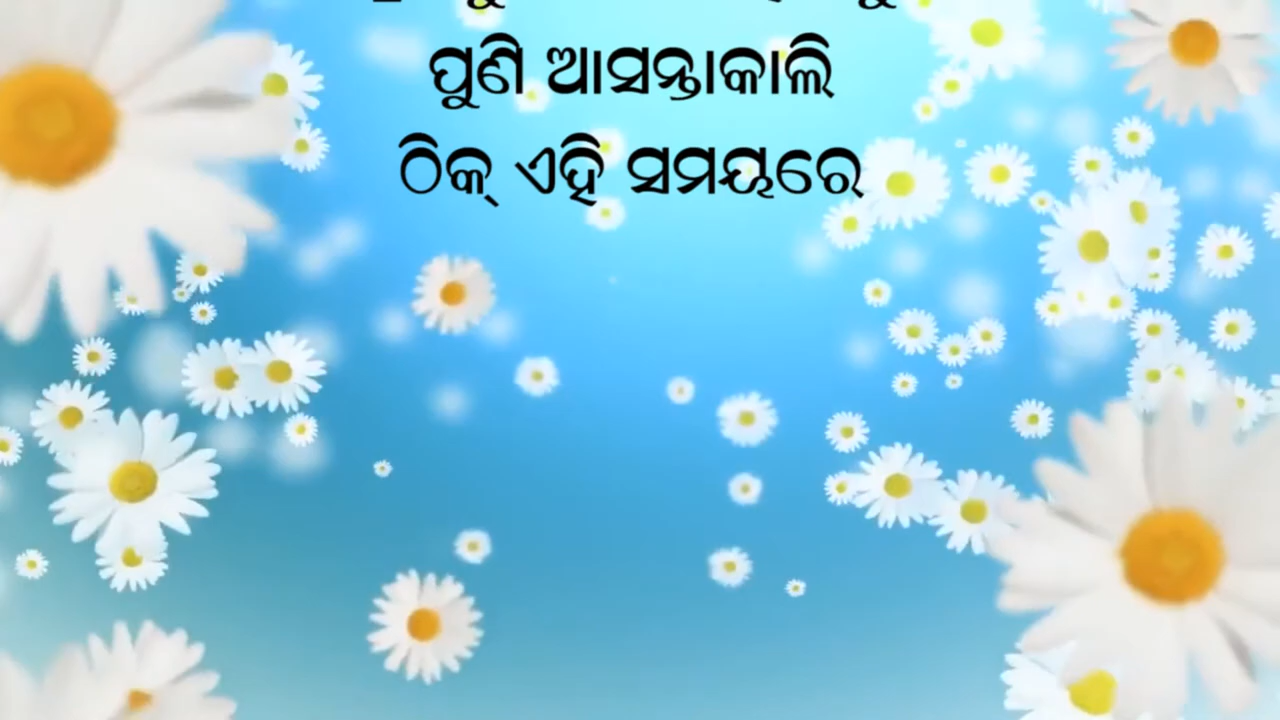 ପୁଣି ଆସନ୍ତାକାଲି
ଠିକ୍ ଏହି ସମୟରେ